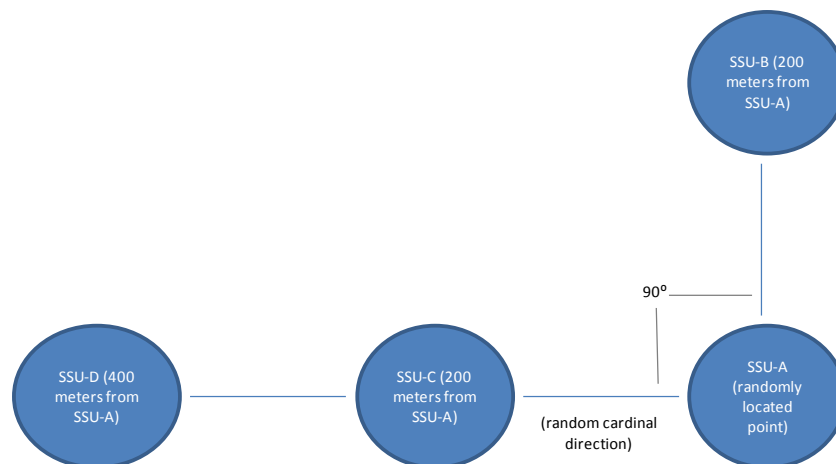 SSU-B (200
meters from
SSU-A)
90º
SSU-D (400
meters from
SSU-A)
SSU-C (200
meters from
SSU-A)
(random cardinal
direction)
SSU-A
(randomly
located
point)